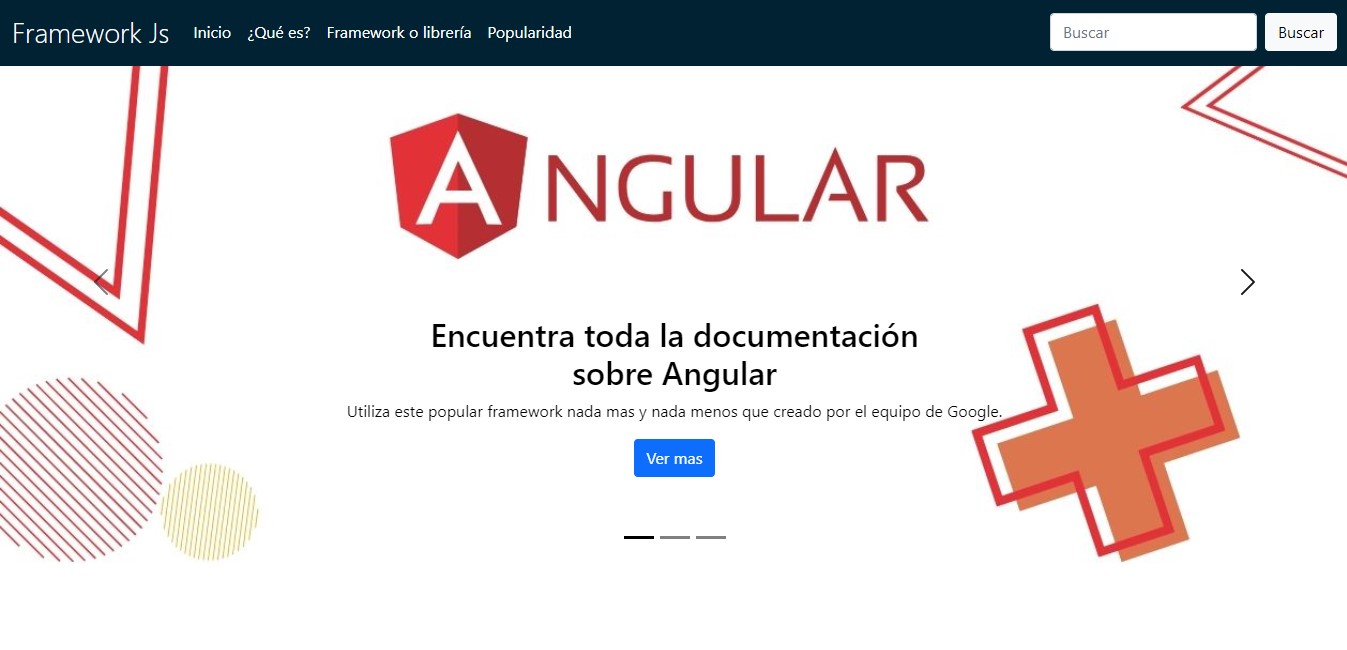 Framework Js Inicio ¿Qué es? Framework o librería Popularidad Buscar Buscar
ANGULAR
Encuentra toda la documentación
sobre Angular
Utiliza este popular framework nada mas y nada menos que creado por el equipo de Google.
Ver mas